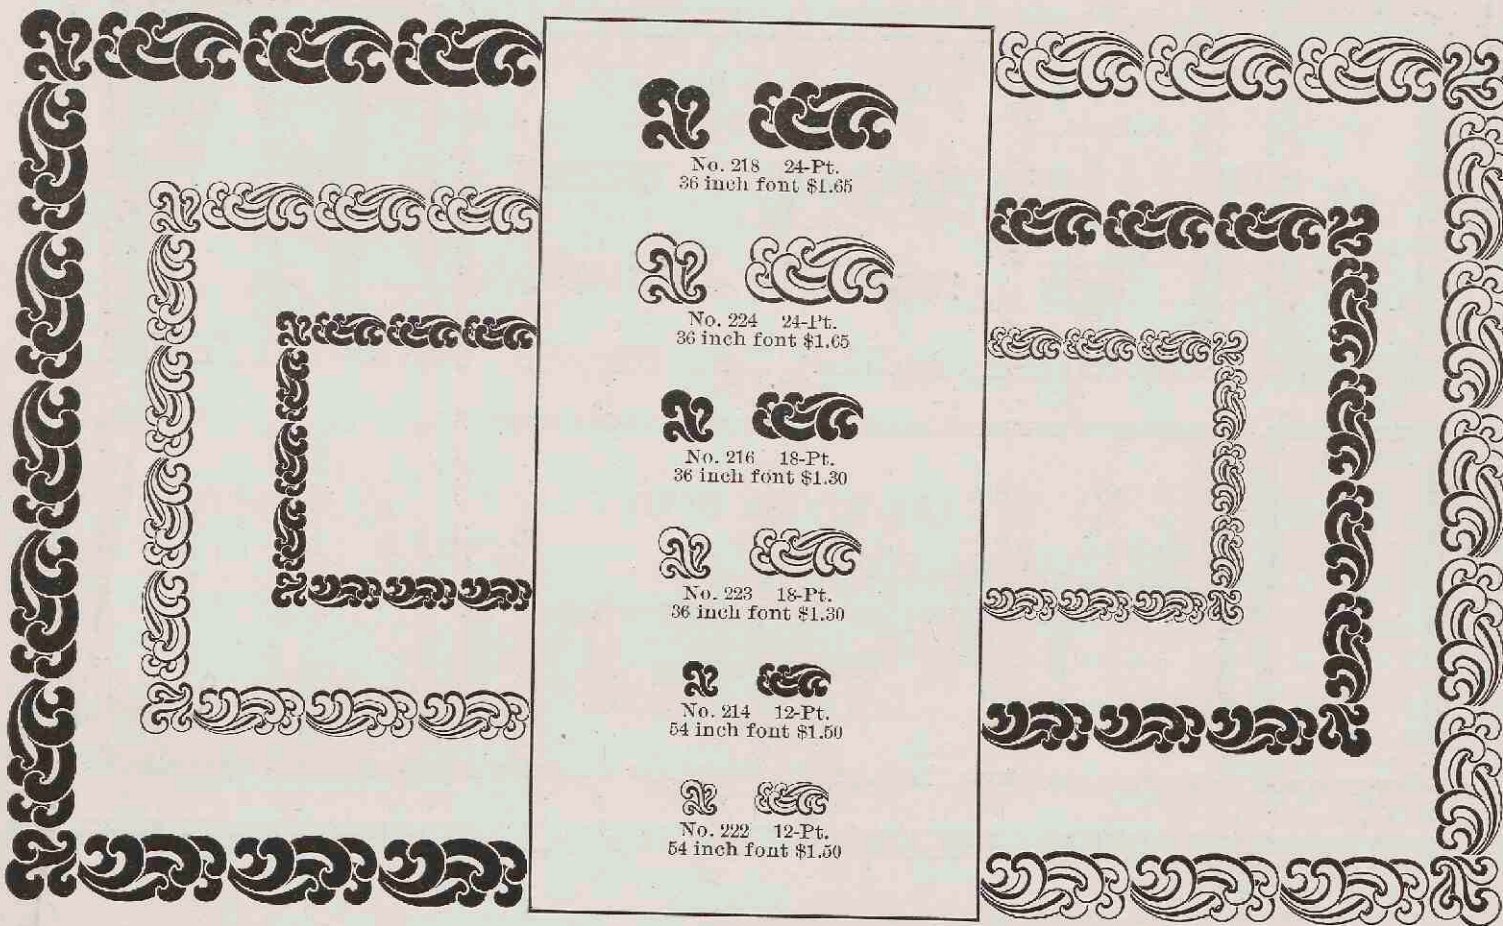 No. 218 24-Pt.
36 inch font $1.65
No. 224 24-Pt.
36 inch font $1.65
No. 216 18-Pt.
36 inch font $1.30
No. 223 18-Pt.
36 inch font $1.30
No. 214 12-Pt.
54 inch font $1.50
No. 222 12-Pt.
54 inch font $1.50